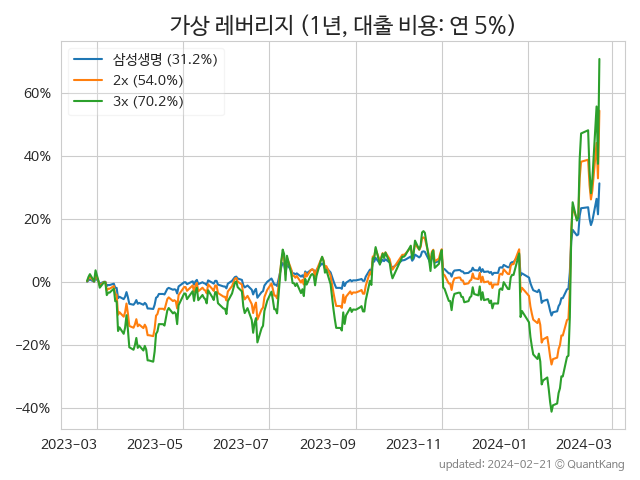 가상 레버리지 (1년, 대출 비용: 연 5%)
삼성생명 (31.2%)
2x (54.0%)
3x (70.2%)
60%
40%
20%
0%
−20%
−40%
2023-03 2023-05 2023-07 2023-09 2023-11 2024-01 2024-03
updated: 2024-02-21 © QuantKang